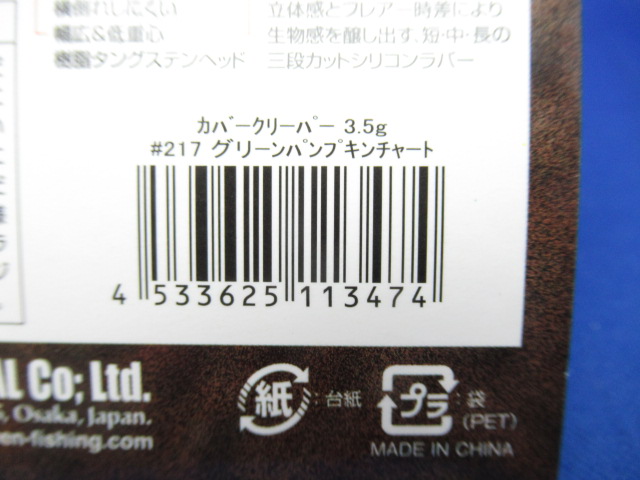 横倒れしにくい
幅広&低重心
樹脂タングステンヘッド
立体感とフレアー時差により
生物感を醸し出す、短・中・長の
三段カットシリコンラバー
カバークリーパー 3.5g
#217 グリーンパンプキンチャート
4 533625 113474
AL Co; Ltd.
Osaka, Japan.
en-fishing.com
紙 : 台紙
プラ : 袋
(PET)
MADE IN CHINA